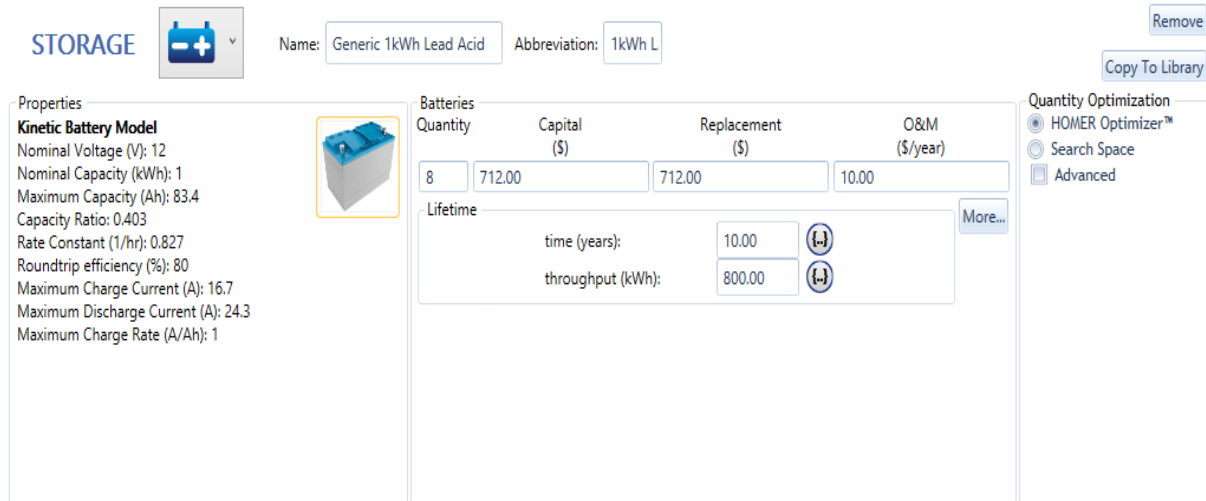 Remove
STORAGE
Name: Generic 1kWh Lead Acid Abbreviation: 1kWh L
Copy To Library
Properties
Kinetic Battery Model
Nominal Voltage (V): 12
Nominal Capacity (kWh): 1
Maximum Capacity (Ah): 83.4
Capacity Ratio: 0.403
Rate Constant (1/hr): 0.827
Roundtrip efficiency (%): 80
Maximum Charge Current (A): 16.7
Maximum Discharge Current (A): 24.3
Maximum Charge Rate (A/Ah): 1
Batteries
Quantity Capital Replacement O&M
($) ($) ($/year)
8 712.00 712.00 10.00
Lifetime
More...
time (years): 10.00 {..}
throughput (kWh): 800.00 {..}
Quantity Optimization
HOMER Optimizer™
Search Space
Advanced